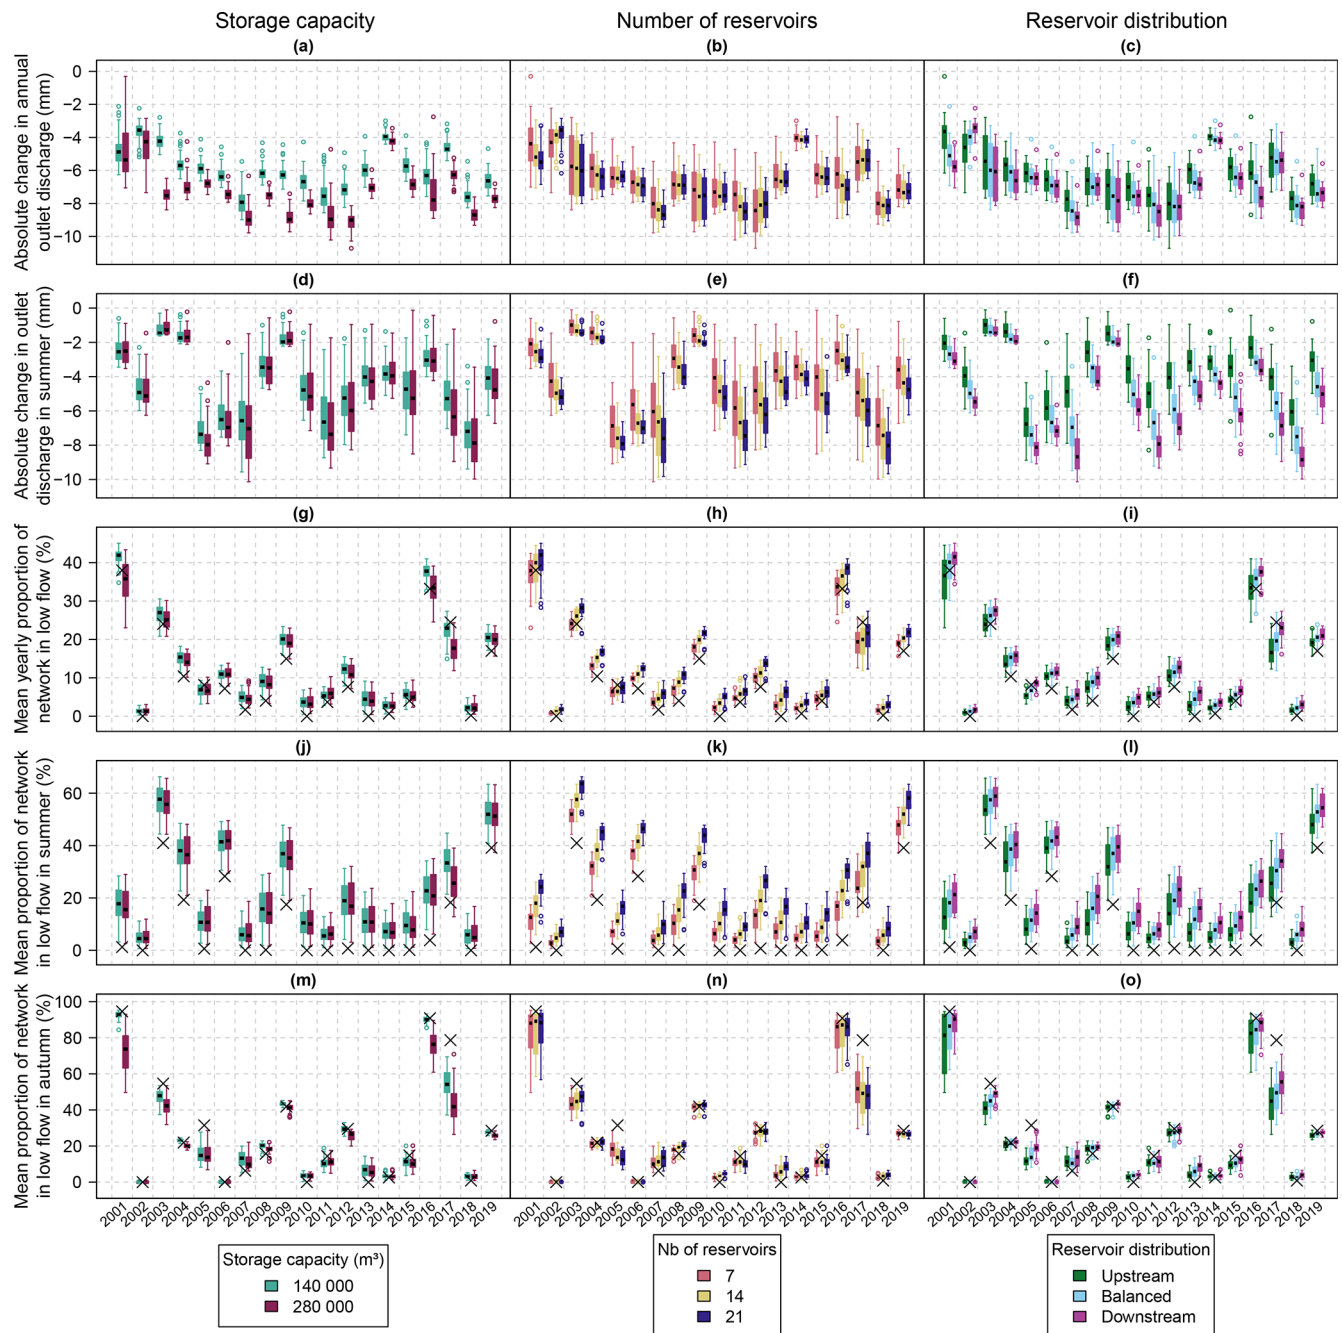 Storage capacity
Number of reservoirs
Reservoir distribution
(a)
(b)
(c)
Absolute change in annual
outlet discharge (mm)
0
−2
−4
−6
−8
−10
(d)
(e)
(f)
Absolute change in outlet
discharge in summer (mm)
0
−2
−4
−6
−8
−10
(g)
(h)
(i)
Mean yearly proportion of
network in low flow (%)
40
30
20
10
0
(j)
(k)
(l)
Mean proportion of network
in low flow in summer (%)
60
40
20
0
(m)
(n)
(o)
Mean proportion of network
in low flow in autumn (%)
100
80
60
40
20
0
2001 2002 2003 2004 2005 2006 2007 2008 2009 2010 2011 2012 2013 2014 2015 2016 2017 2018 2019
2001 2002 2003 2004 2005 2006 2007 2008 2009 2010 2011 2012 2013 2014 2015 2016 2017 2018 2019
2001 2002 2003 2004 2005 2006 2007 2008 2009 2010 2011 2012 2013 2014 2015 2016 2017 2018 2019
Storage capacity (m³)
140 000
280 000
Nb of reservoirs
7
14
21
Reservoir distribution
Upstream
Balanced
Downstream